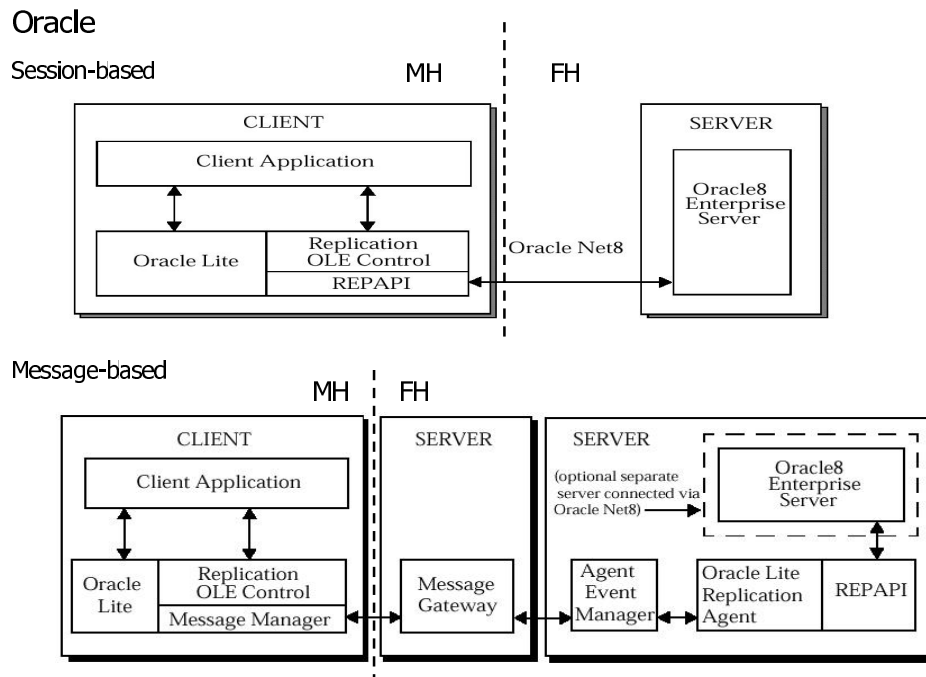 Oracle
Session-based
MH
FH
CLIENT
Client Application
Oracle Lite
Replication
OLE Control
REPAPI
Oracle Net8
SERVER
Oracle8
Enterprise
Server
Message-based
MH
FH
CLIENT
Client Application
Oracle
Lite
Replication
OLE Control
Message Manager
SERVER
Message
Gateway
SERVER
(optional separate
server connected via
Oracle Net8)
Oracle8
Enterprise
Server
Agent
Event
Manager
Oracle Lite
Replication
Agent
REPAPI